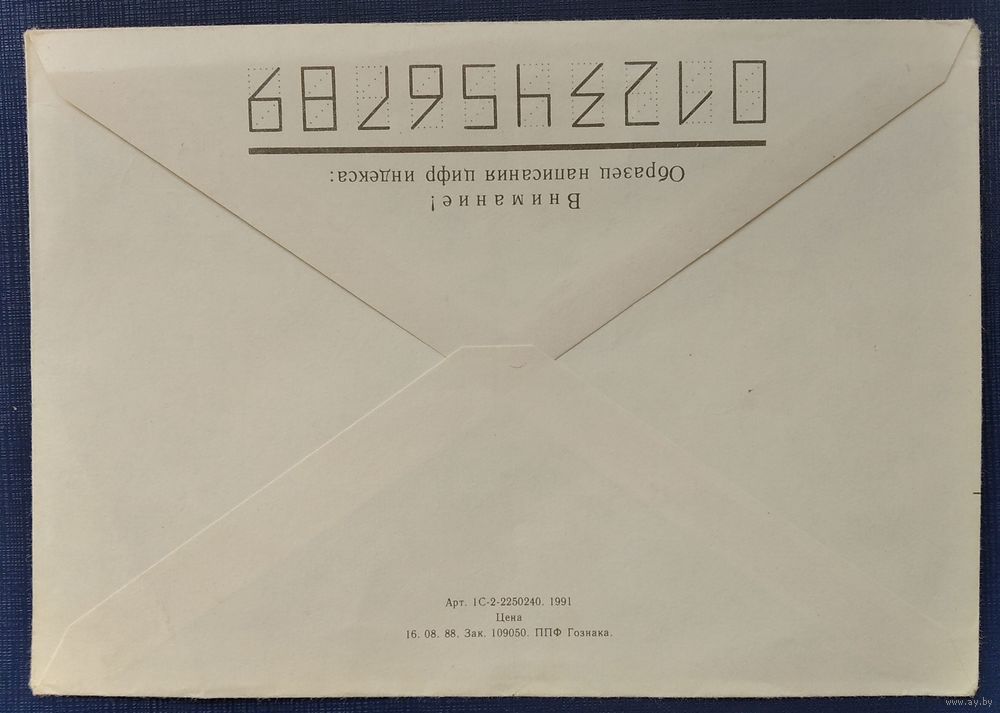 Внимание!
Образец написания цифр индекса:
0123456789
Арт. 1С-2-2250240. 1991
Цена
16. 08. 88. Зак. 109050. ППФ Гознака.
www.ay.by